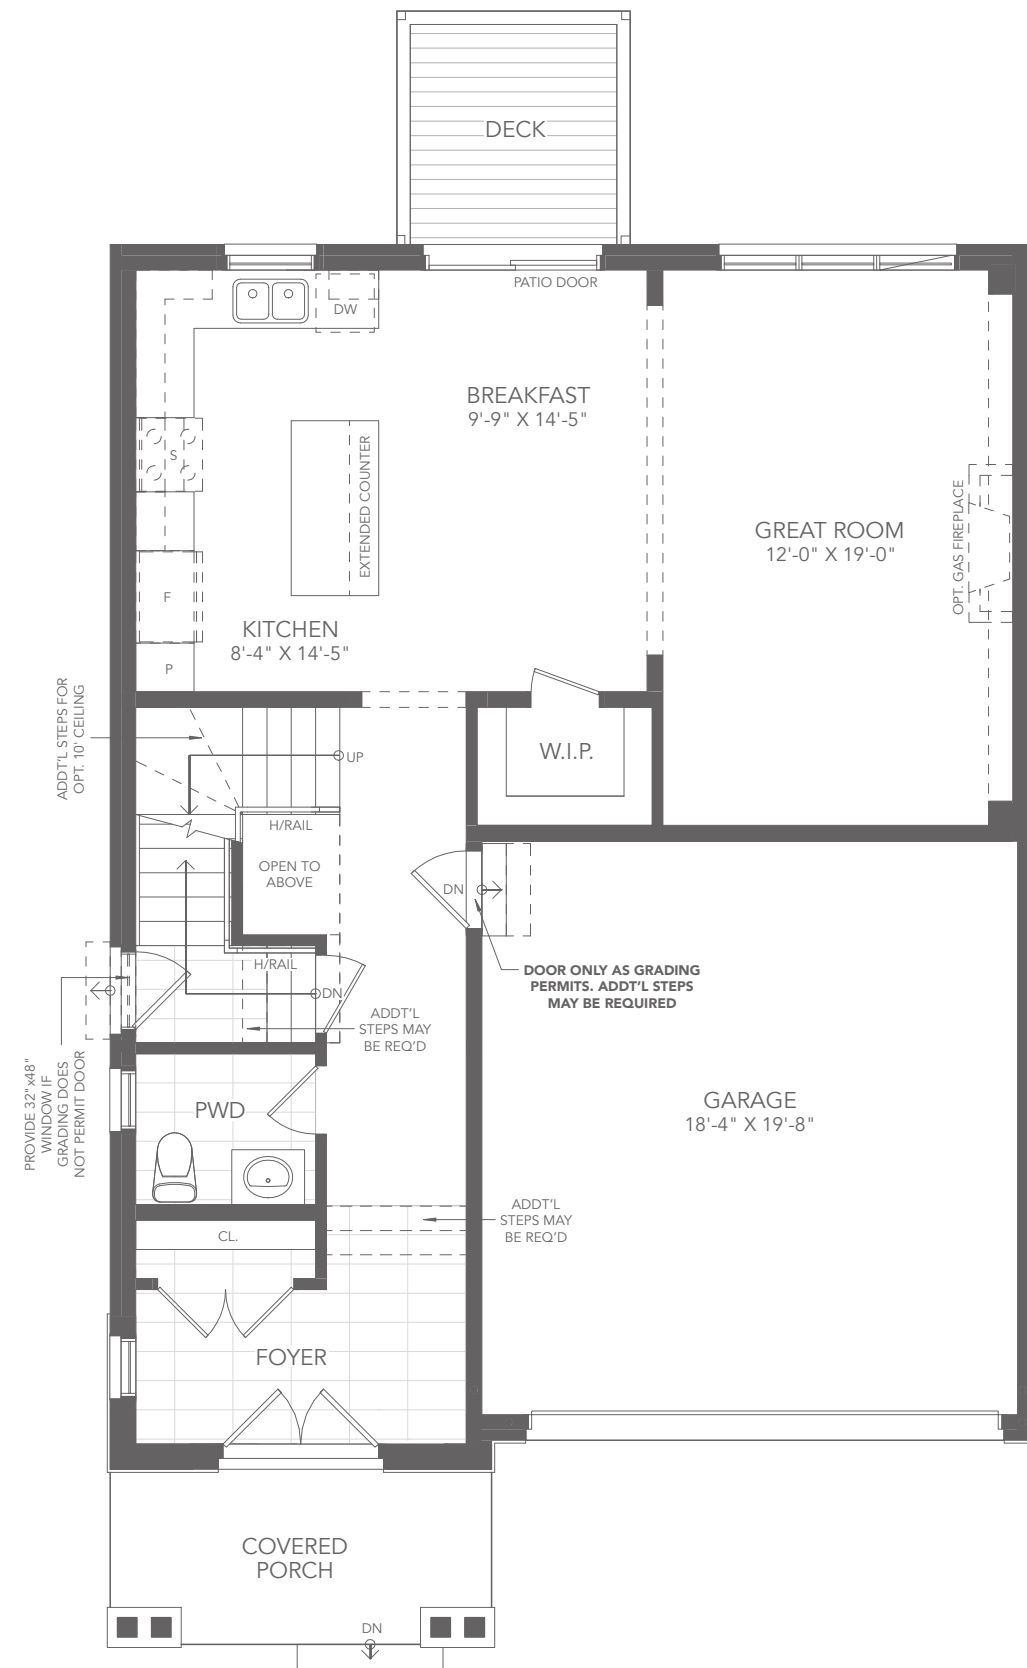 DECK
PATIO DOOR
DW
BREAKFAST
9'-9" X 14'-5"
S
EXTENDED COUNTER
GREAT ROOM
12'-0" X 19'-0"
OPT. GAS FIREPLACE
F
KITCHEN
8'-4" X 14'-5"
P
ADDT'L STEPS FOR
OPT. 10' CEILING
UP
W.I.P.
H/RAIL
OPEN TO
ABOVE
DN
H/RAIL
DN
DOOR ONLY AS GRADING
PERMITS. ADDT'L STEPS
MAY BE REQUIRED
ADDT'L
STEPS MAY
BE REQ'D
PROVIDE 32"x48"
WINDOW IF
GRADING DOES
NOT PERMIT DOOR
PWD
GARAGE
18'-4" X 19'-8"
ADDT'L
STEPS MAY
BE REQ'D
CL.
FOYER
COVERED
PORCH
DN